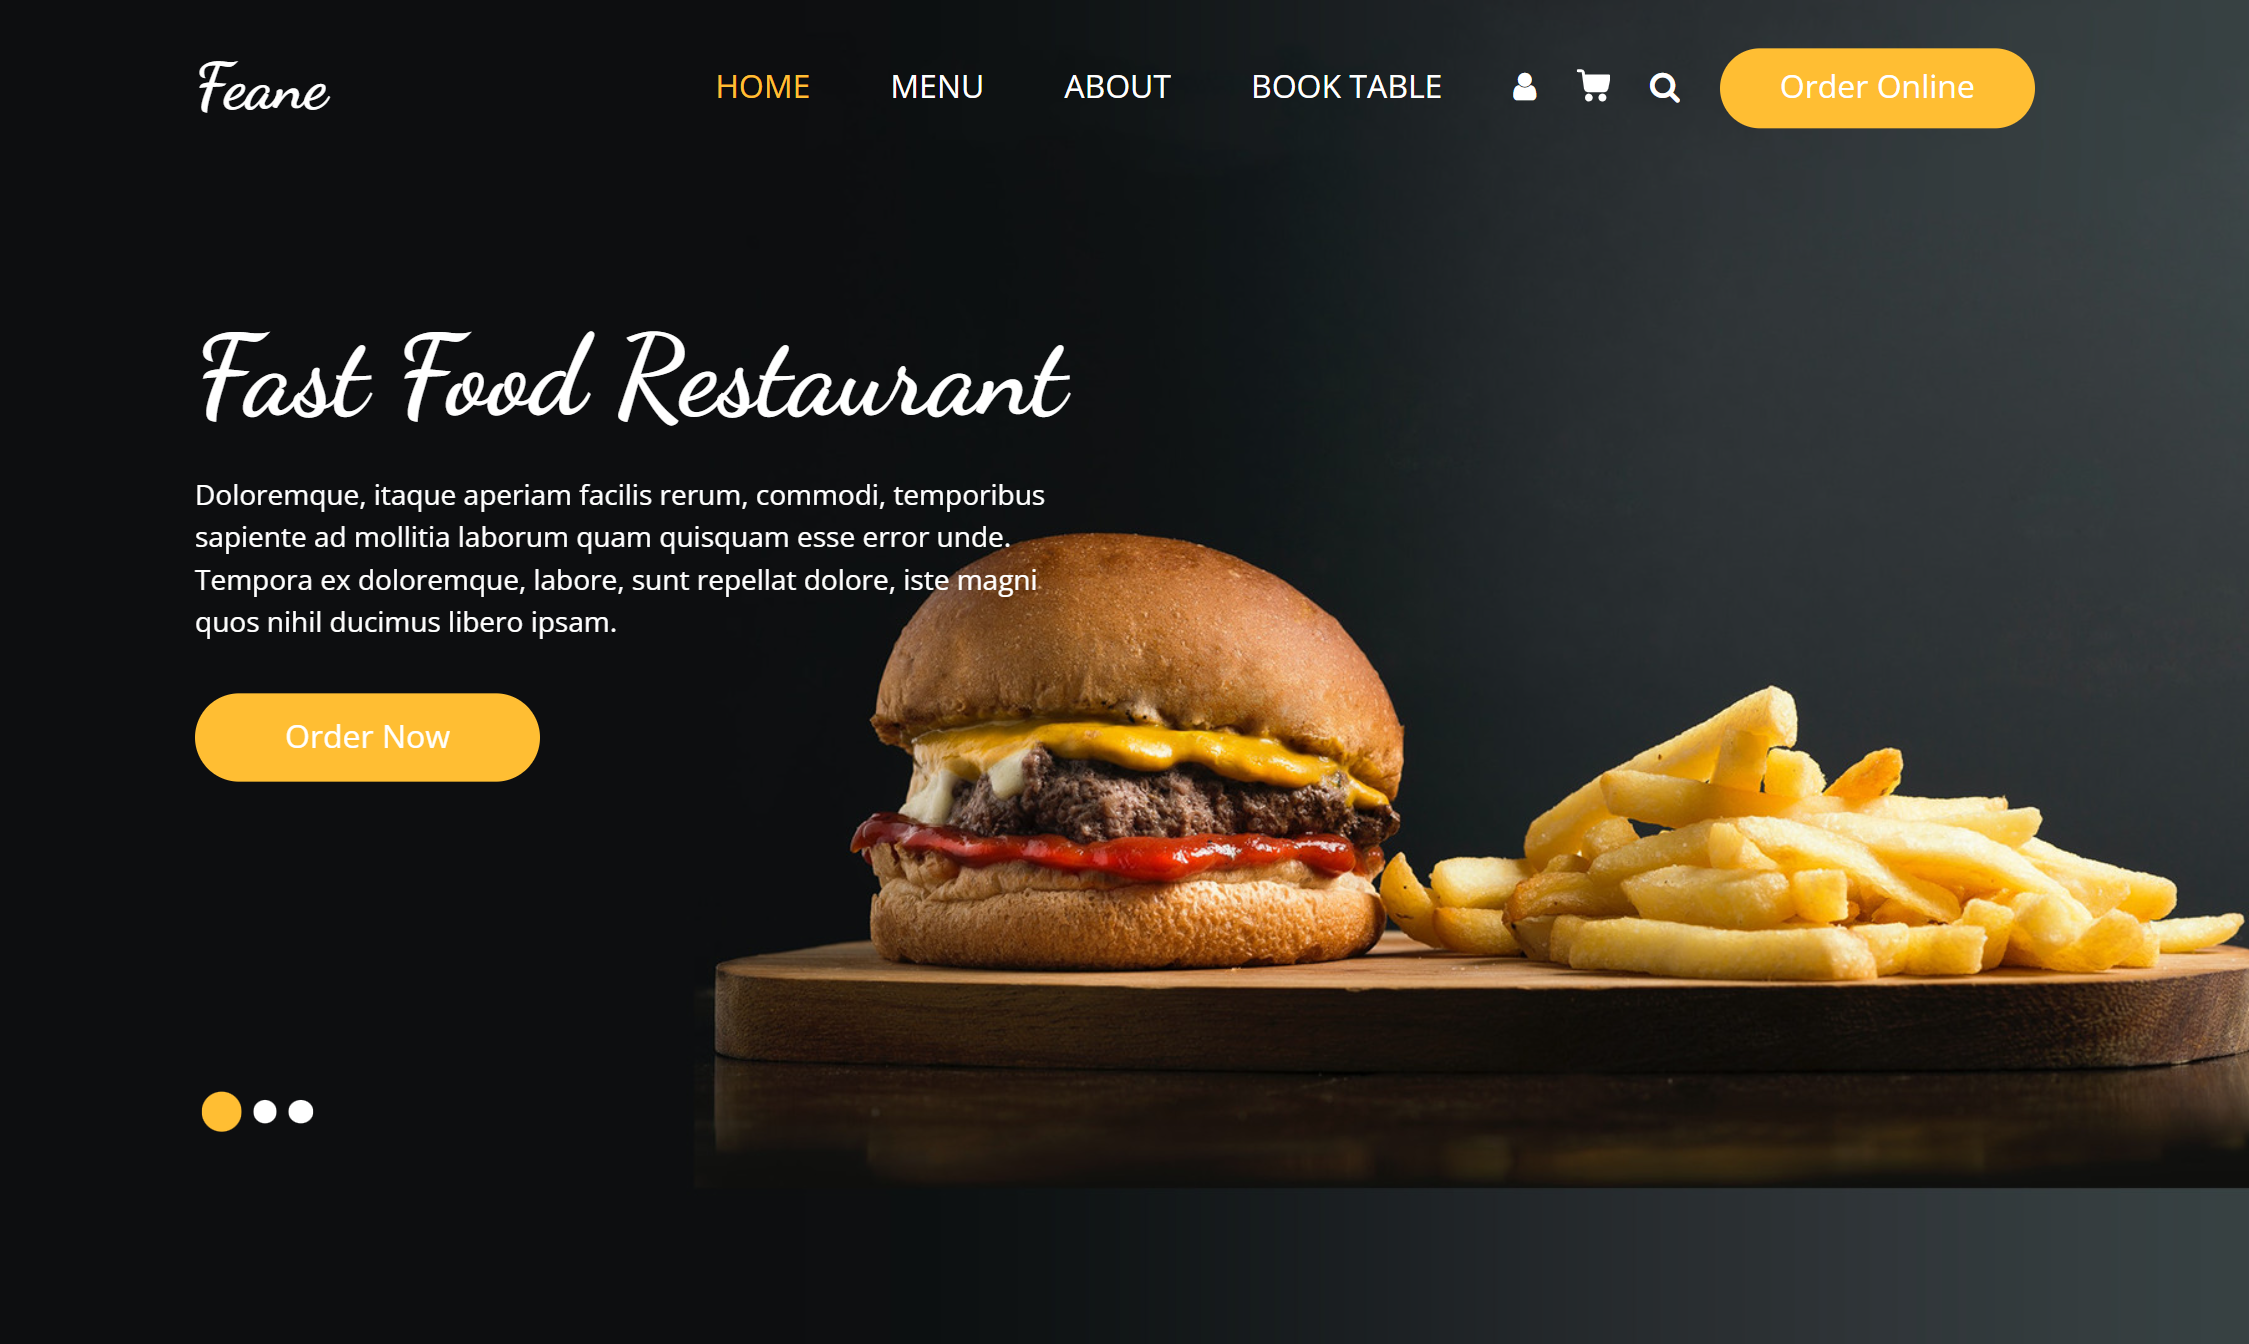 Feane
HOME MENU ABOUT BOOK TABLE Order Online
Fast Food Restaurant
Doloremque, itaque aperiam facilis rerum, commodi, temporibus
sapiente ad mollitia laborum quam quisquam esse error unde.
Tempora ex doloremque, labore, sunt repellat dolore, iste magni
quos nihil ducimus libero ipsam.
Order Now